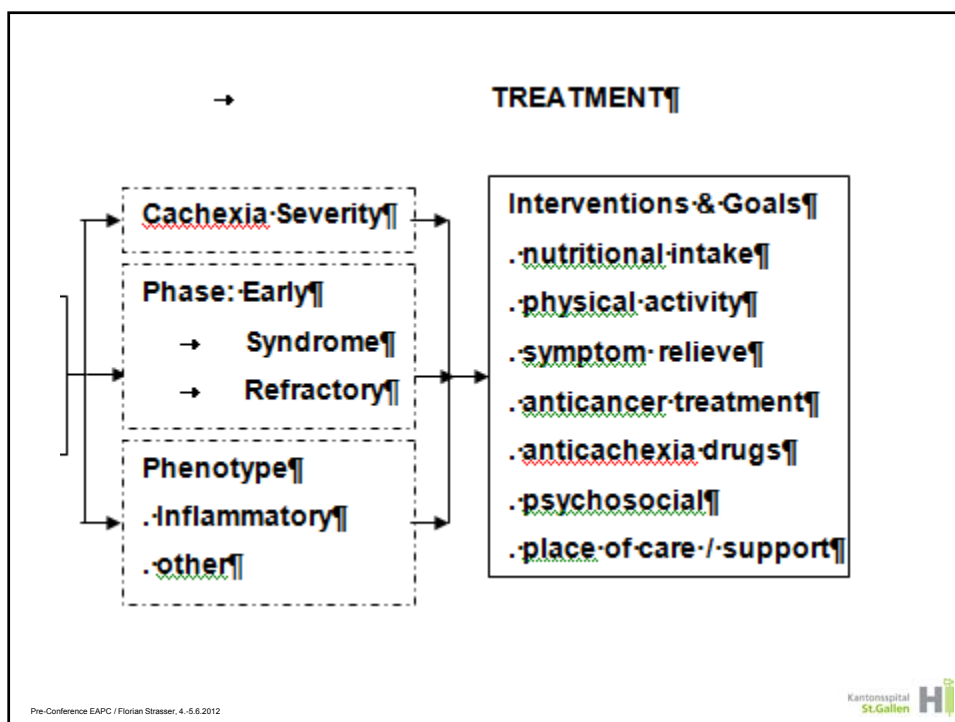 → TREATMENT¶
Cachexia·Severity¶
Phase:·Early¶
→ Syndrome¶
→ Refractory¶
Phenotype¶
.·Inflammatory¶
.·other¶
Interventions·&·Goals¶
.·nutritional·intake¶
.·physical·activity¶
.·symptom·relieve¶
.·anticancer·treatment¶
.·anticachexia·drugs¶
.·psychosocial¶
.·place·of·care·/·support¶
Pre-Conference EAPC / Florian Strasser, 4.-5.6.2012
Kantonsspital
St.Gallen